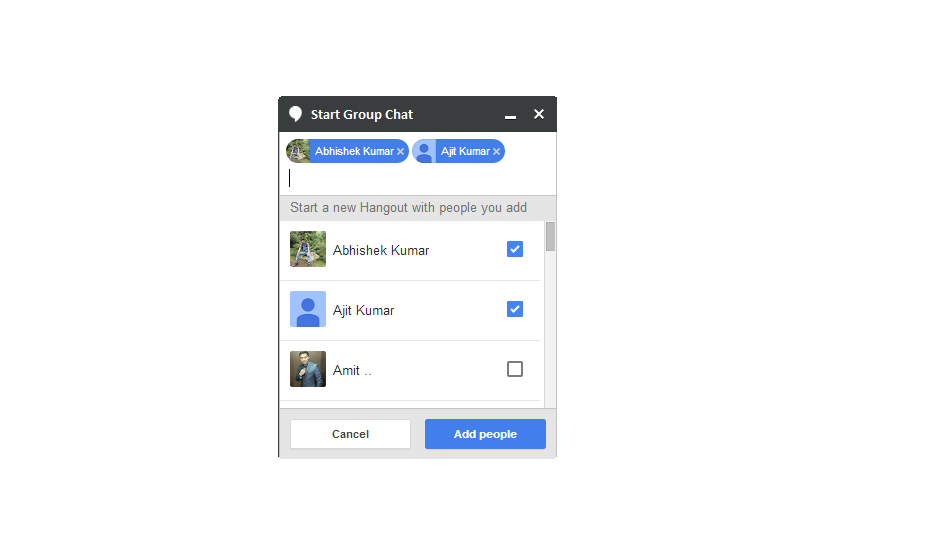 Start Group Chat
Abhishek Kumar Ajit Kumar
Start a new Hangout with people you add
Abhishek Kumar
Ajit Kumar
Amit ..
Cancel Add people